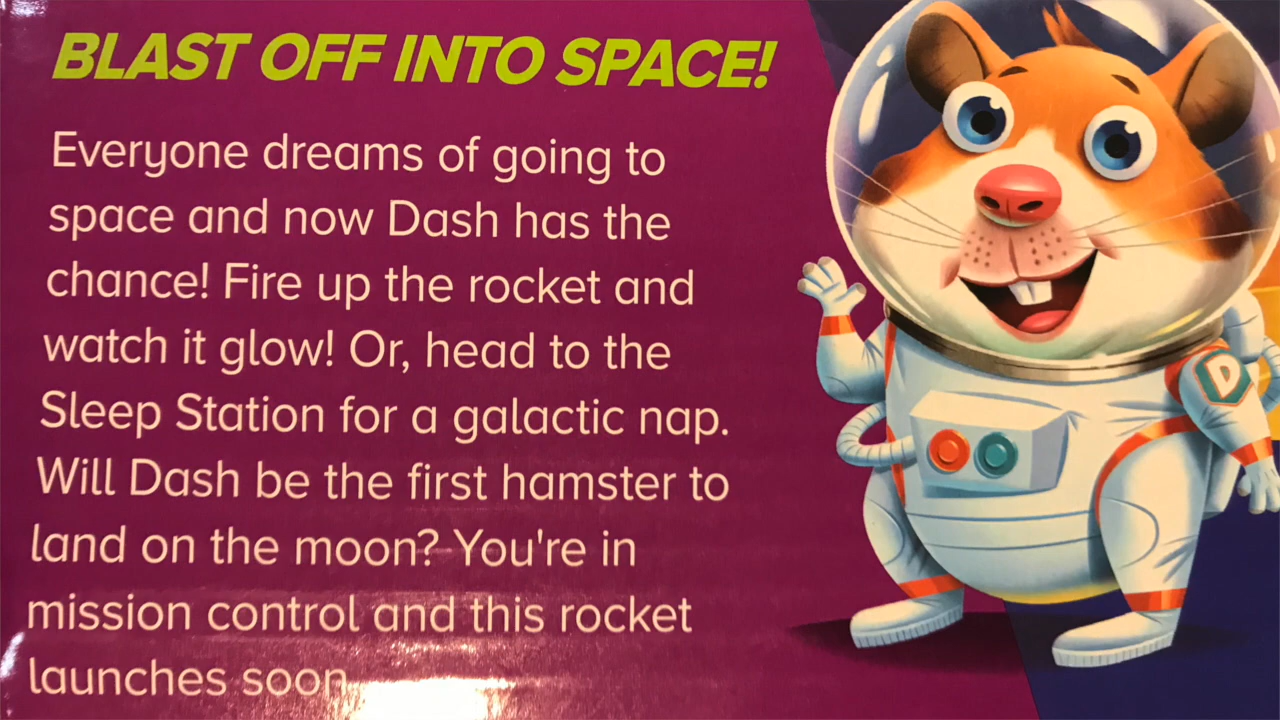 BLAST OFF INTO SPACE!
Everyone dreams of going to
space and now Dash has the
chance! Fire up the rocket and
watch it glow! Or, head to the
Sleep Station for a galactic nap.
Will Dash be the first hamster to
land on the moon? You're in
mission control and this rocket
launches soon
D